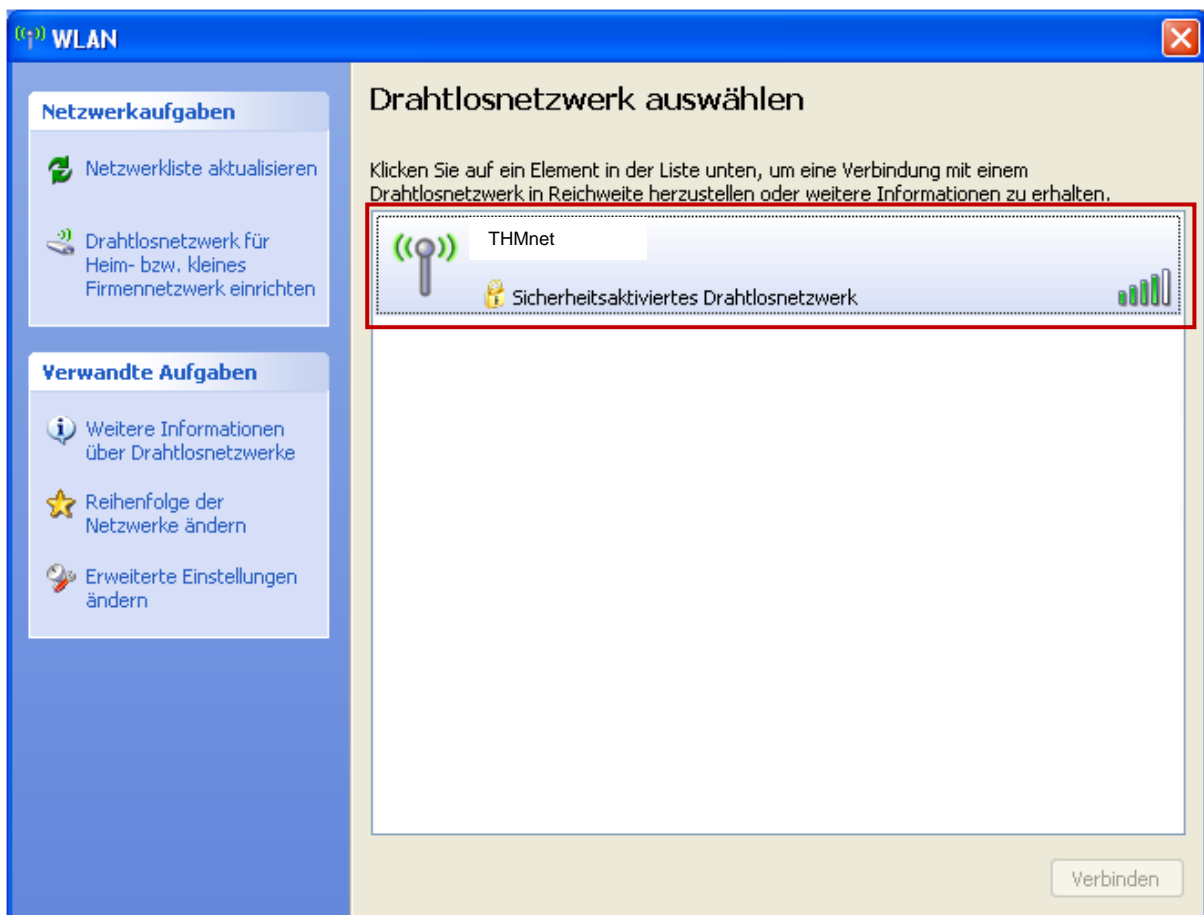 WLAN
Netzwerkaufgaben
Netzwerkliste aktualisieren
Drahtlosnetzwerk für
Heim- bzw. kleines
Firmennetzwerk einrichten
Verwandte Aufgaben
Weitere Informationen
über Drahtlosnetzwerke
Reihenfolge der
Netzwerke ändern
Erweiterte Einstellungen
ändern
Drahtlosnetzwerk auswählen
Klicken Sie auf ein Element in der Liste unten, um eine Verbindung mit einem
Drahtlosnetzwerk in Reichweite herzustellen oder weitere Informationen zu erhalten.
THMnet
Sicherheitsaktiviertes Drahtlosnetzwerk
Verbinden